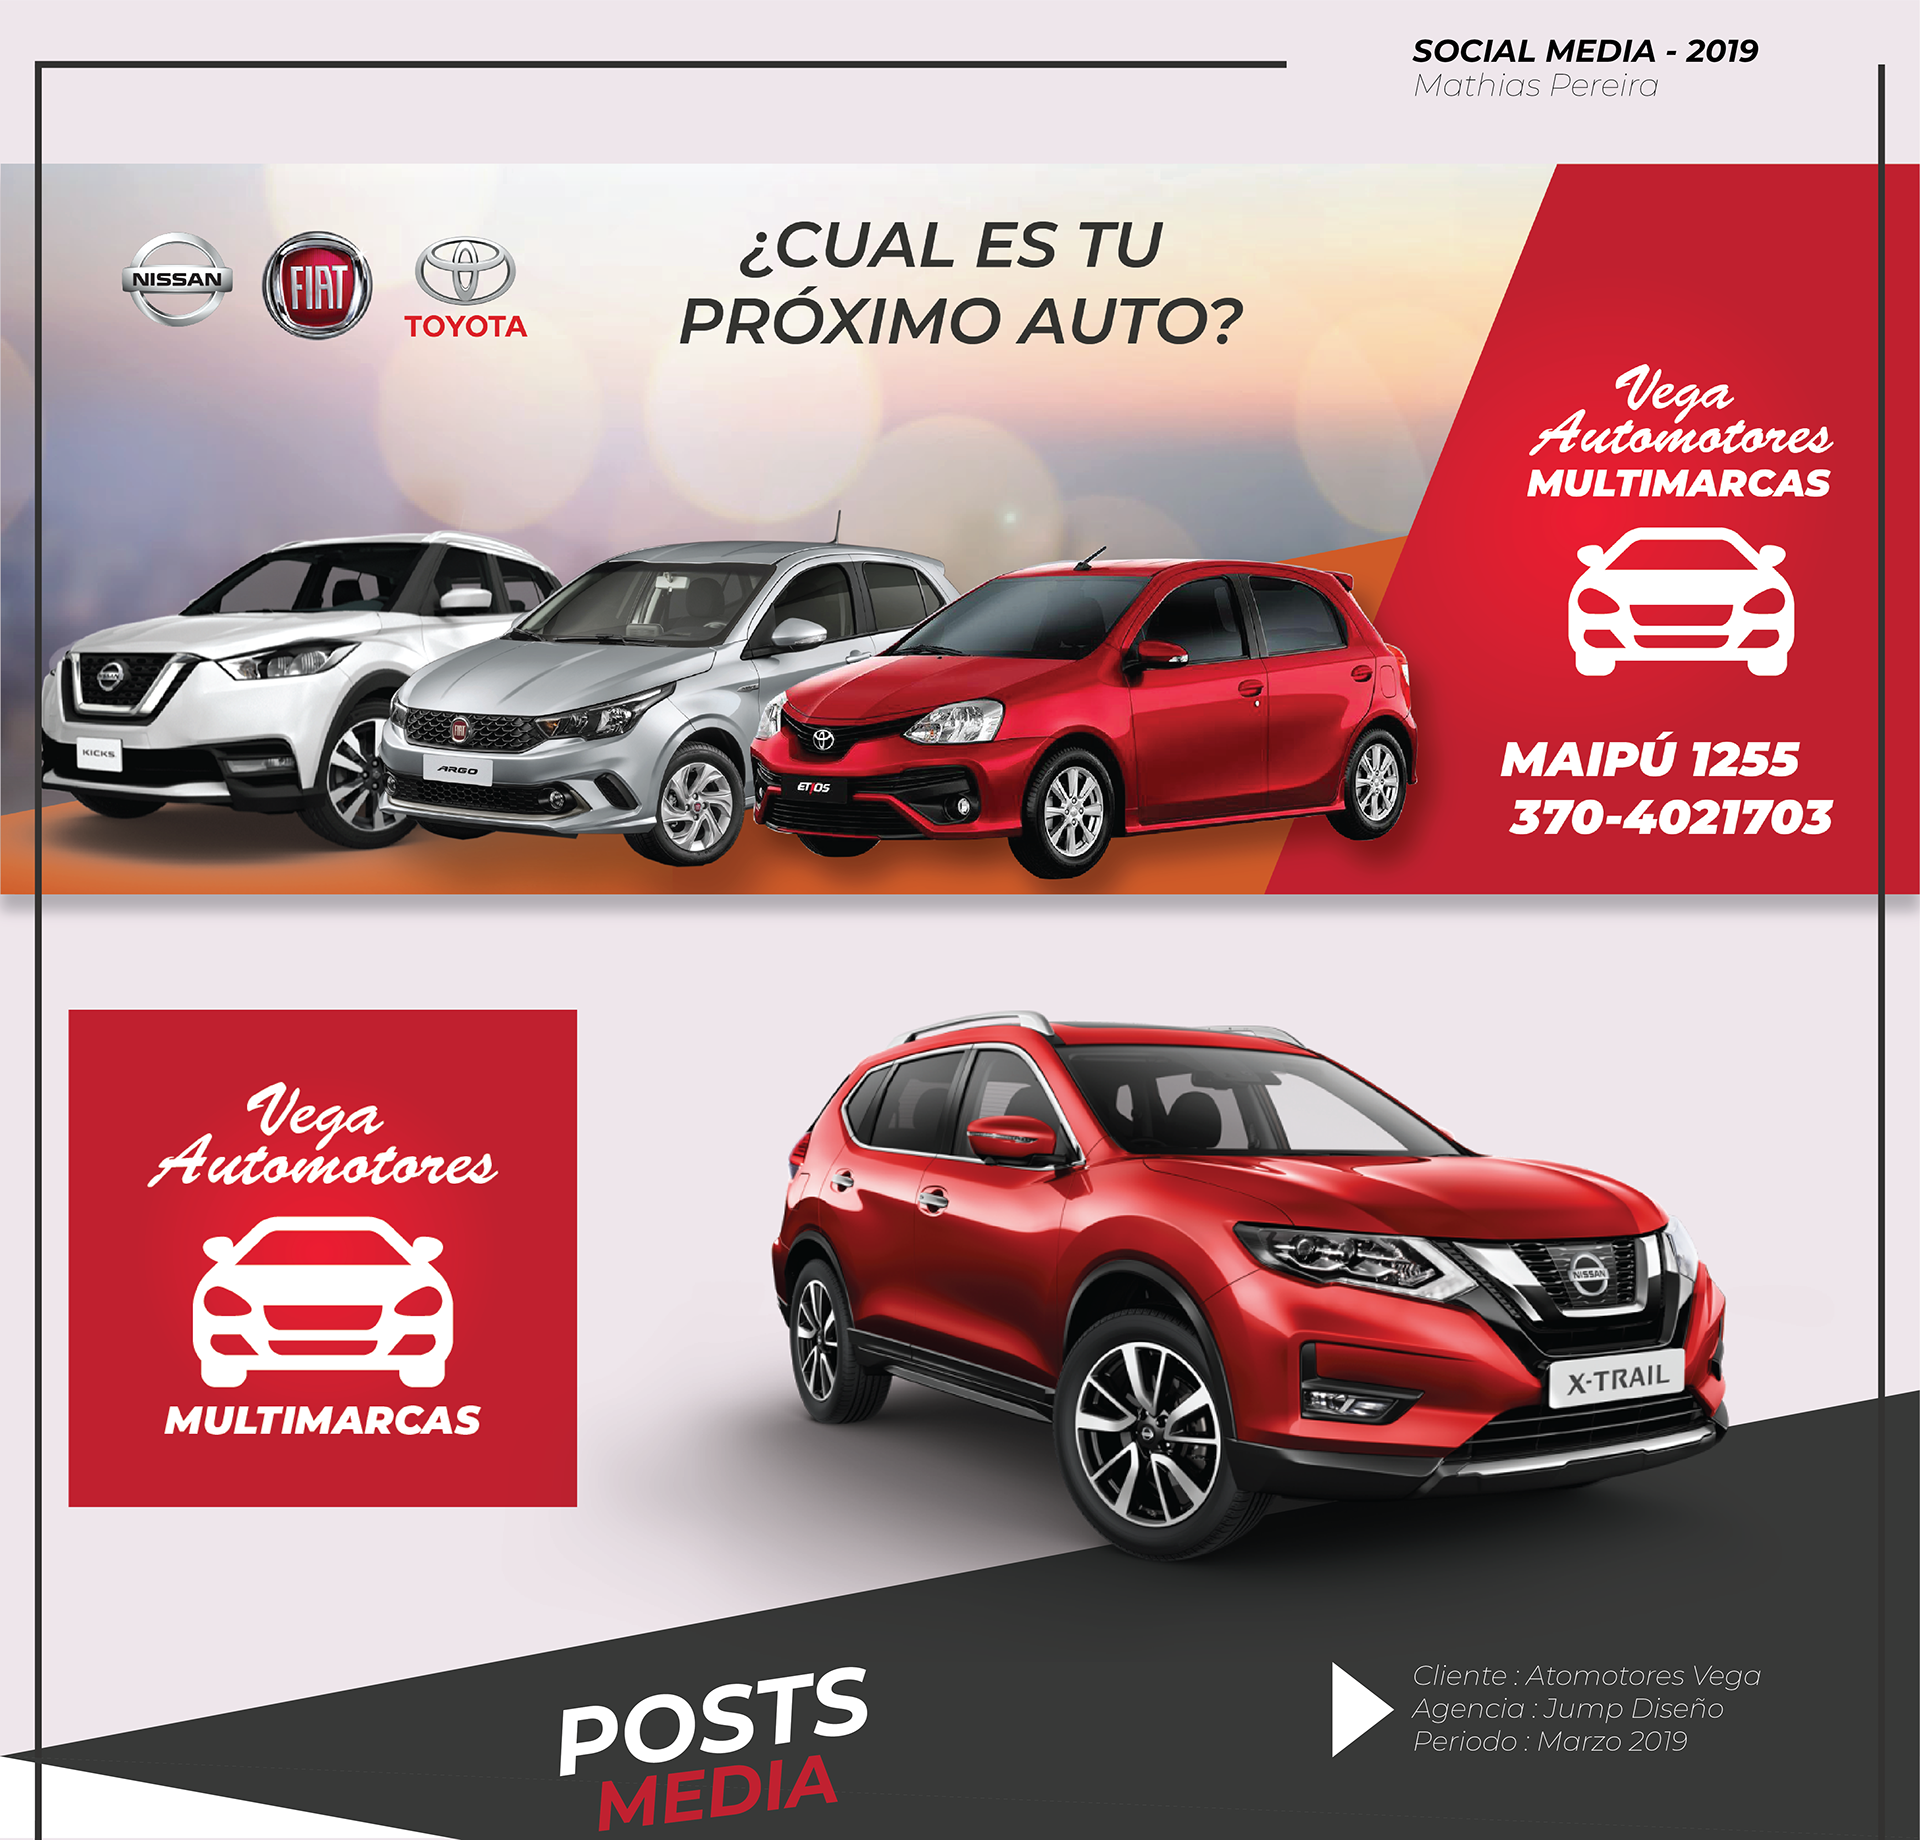 SOCIAL MEDIA - 2019
Mathias Pereira
NISSAN
FIAT
TOYOTA
¿CUAL ES TU
PRÓXIMO AUTO?
Vega
Automotores
MULTIMARCAS
NISSAN
KICKS
FIAT
ARGO
ETIOS
MAIPÚ 1255
370-4021703
Vega
Automotores
MULTIMARCAS
NISSAN
X-TRAIL
POSTS
MEDIA
Cliente : Atomotores Vega
Agencia : Jump Diseño
Periodo : Marzo 2019